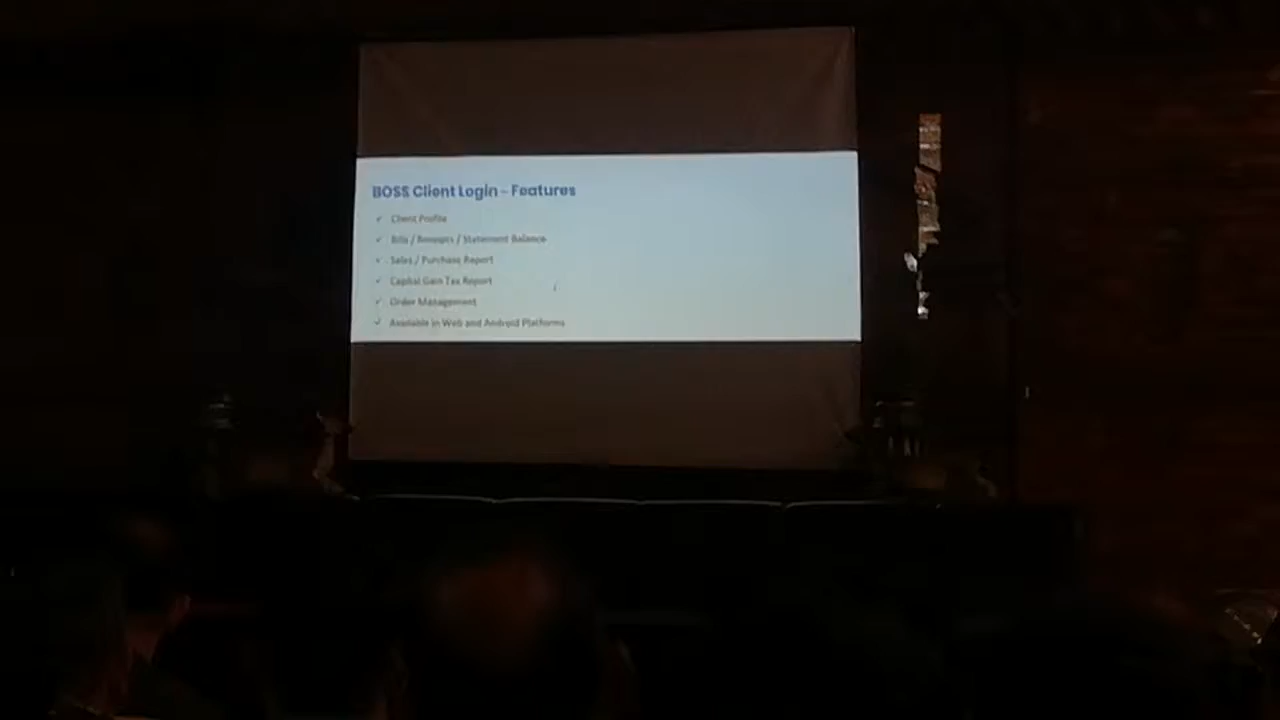 BOSS Client Login - Features
Client Profile
Bills / Receipts / Statement Balance
Sales / Purchase Report
Capital Gain Tax Report
Order Management
Available in Web and Android Platforms